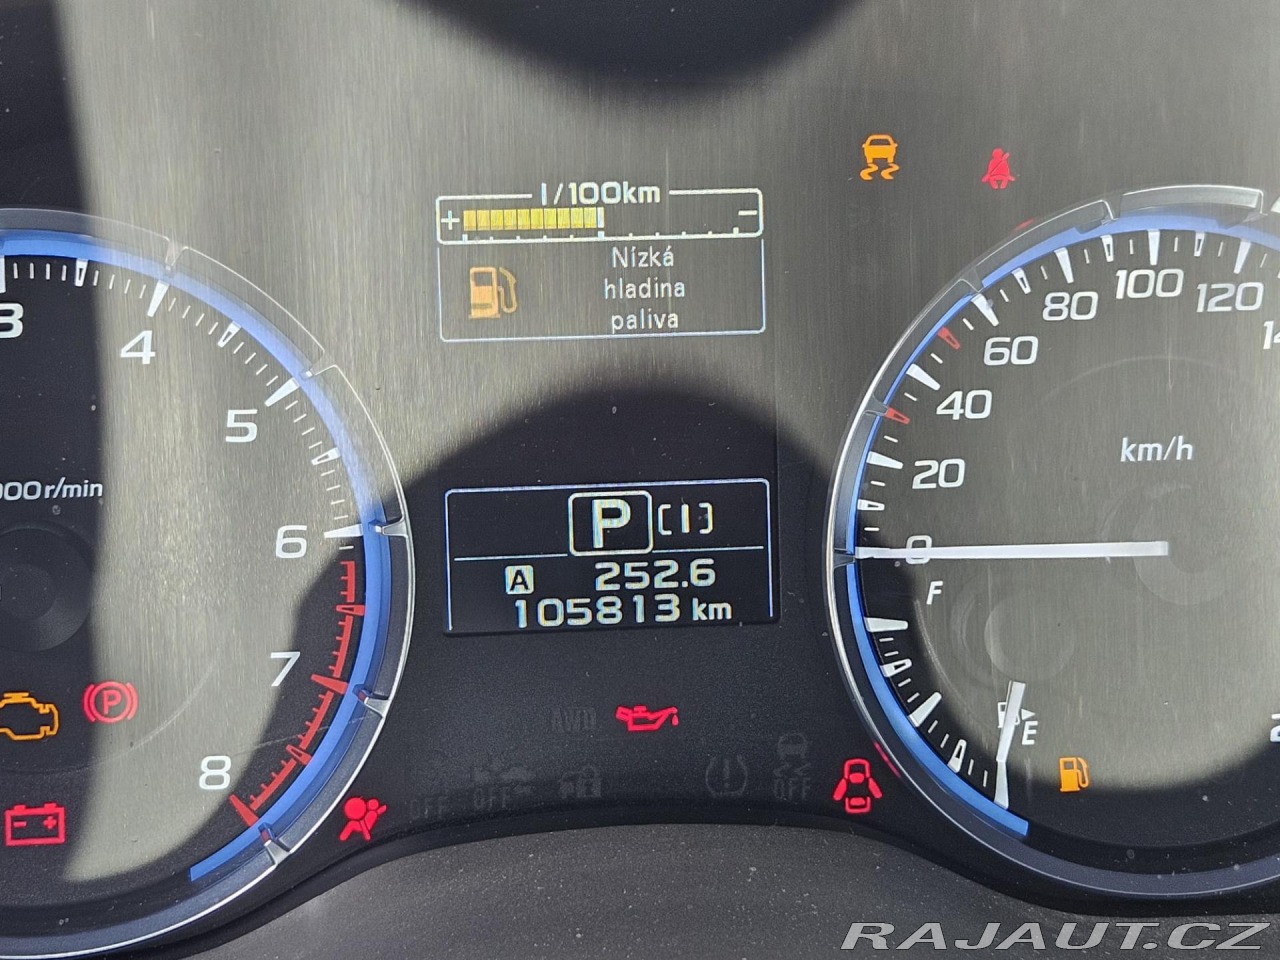 l/100km
+ -
Nízká
hladina
paliva
3
4
5
6
7
8
000r/min
P [I]
A 252.6
105813 km
0
20
40
60
80
100
120
km/h
F
E
P
AWD
OFF
OFF
OFF
RAJAUT.CZ